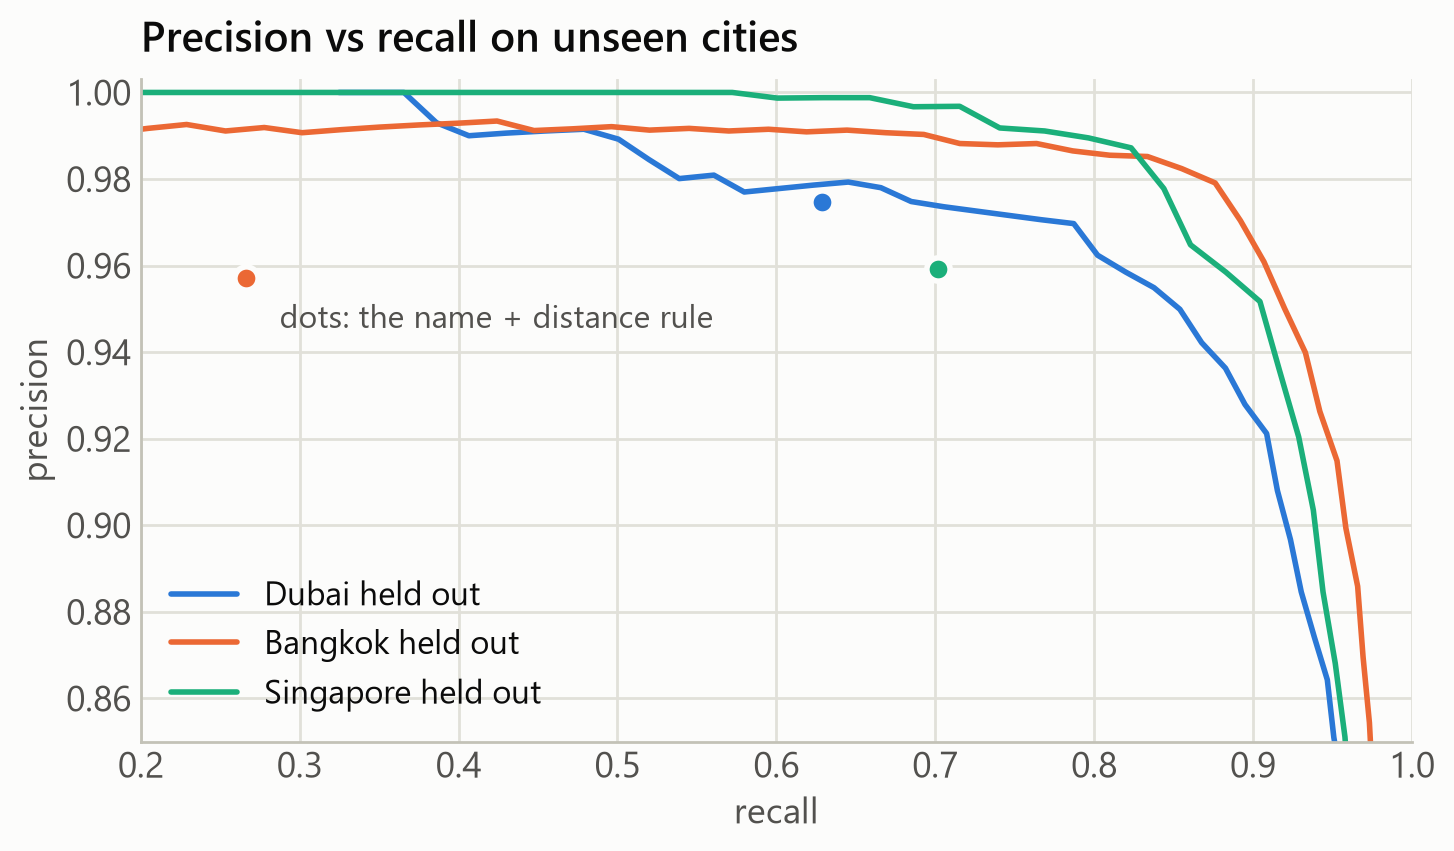 Precision vs recall on unseen cities
1.00
0.98
0.96
0.94
0.92
0.90
0.88
0.86
precision
dots: the name + distance rule
Dubai held out
Bangkok held out
Singapore held out
0.2 0.3 0.4 0.5 0.6 0.7 0.8 0.9 1.0
recall